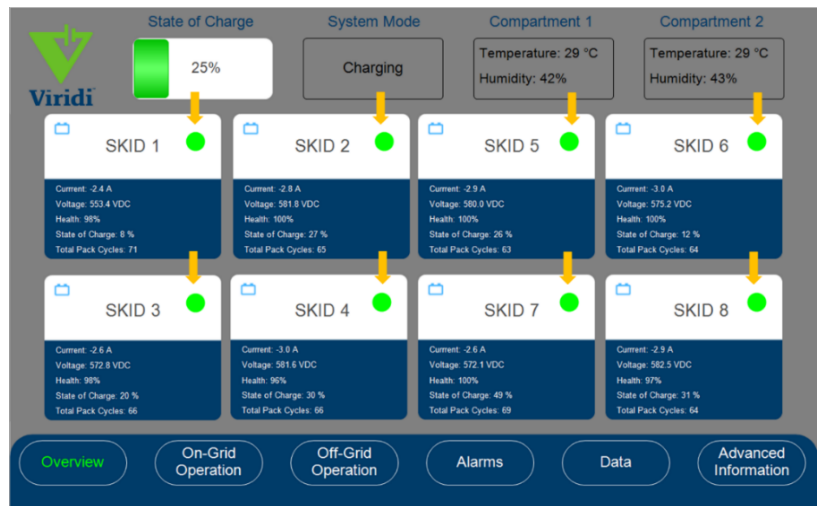 State of Charge
System Mode
Compartment 1
Compartment 2
Viridi
25%
Charging
Temperature: 29 °C
Humidity: 42%
Temperature: 29 °C
Humidity: 43%
SKID 1
Currrent: -2.4 A
Voltage: 553.4 VDC
Health: 98%
State of Charge: 8 %
Total Pack Cycles: 71
SKID 2
Currrent: -2.8 A
Voltage: 581.8 VDC
Health: 100%
State of Charge: 27 %
Total Pack Cycles: 65
SKID 5
Currrent: -2.9 A
Voltage: 580.0 VDC
Health: 100%
State of Charge: 26 %
Total Pack Cycles: 63
SKID 6
Currrent: -3.0 A
Voltage: 575.2 VDC
Health: 100%
State of Charge: 12 %
Total Pack Cycles: 64
SKID 3
Currrent: -2.6 A
Voltage: 572.8 VDC
Health: 98%
State of Charge: 20 %
Total Pack Cycles: 66
SKID 4
Currrent: -3.0 A
Voltage: 581.6 VDC
Health: 96%
State of Charge: 30 %
Total Pack Cycles: 66
SKID 7
Currrent: -2.6 A
Voltage: 572.1 VDC
Health: 100%
State of Charge: 49 %
Total Pack Cycles: 69
SKID 8
Currrent: -2.9 A
Voltage: 582.5 VDC
Health: 97%
State of Charge: 31 %
Total Pack Cycles: 64
Overview
On-Grid
Operation
Off-Grid
Operation
Alarms
Data
Advanced
Information